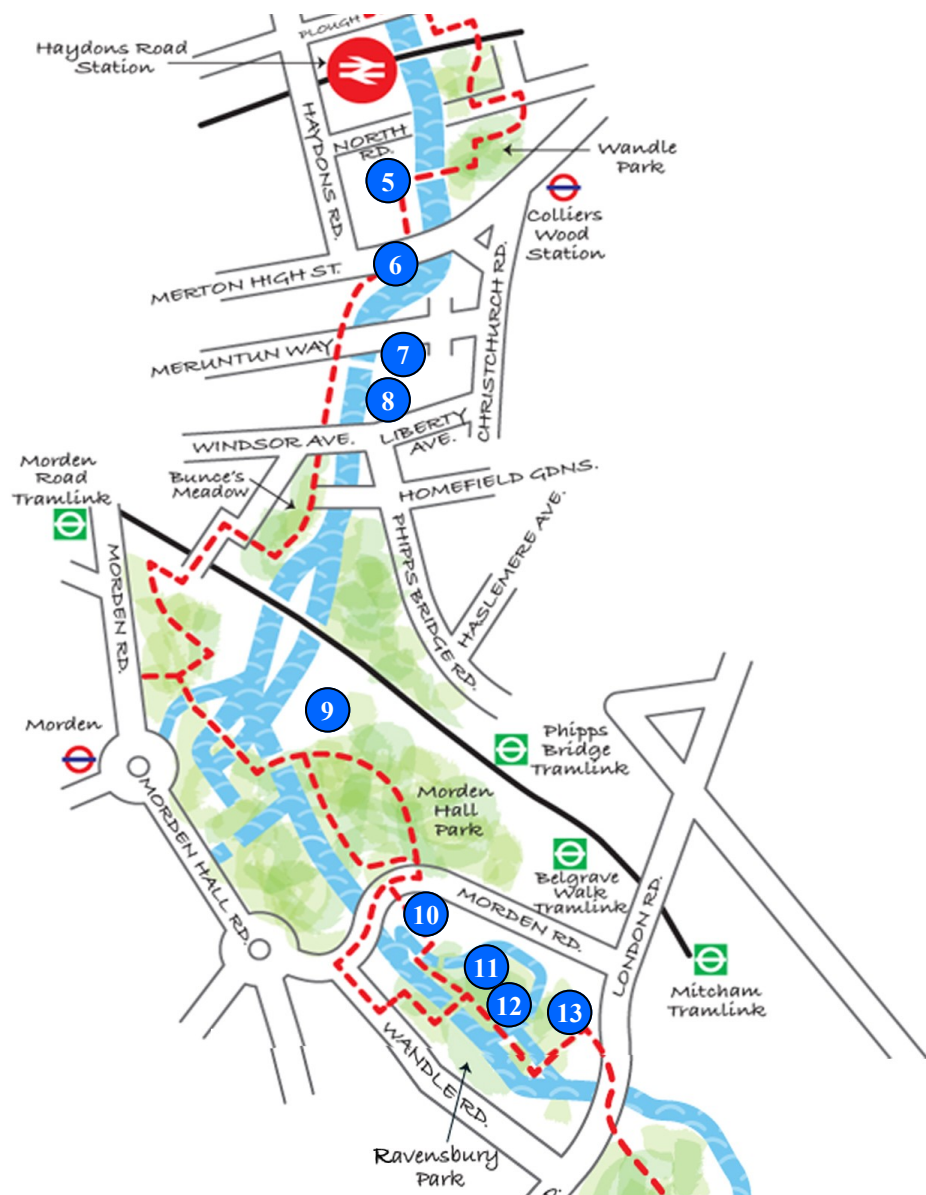 PLOUGH
Haydons Road
Station
HAYDONS RD.
NORTH
RD.
Wandle
Park
5
Colliers
Wood
Station
6
MERTON HIGH ST.
CHRISTCHURCH RD.
MERUNTUN WAY
7
8
LIBERTY
AVE.
WINDSOR AVE.
Morden
Road
Tramlink
Bunce's
Meadow
HOMEFIELD GDNS.
HASLEMERE AVE.
PHIPPS BRIDGE RD.
MORDEN RD.
9
Morden
Phipps
Bridge
Tramlink
MORDEN HALL RD.
Morden
Hall
Park
Belgrave
Walk
Tramlink
MORDEN RD.
LONDON RD.
10
11
12
13
Mitcham
Tramlink
WANDLE RD.
Ravensbury
Park